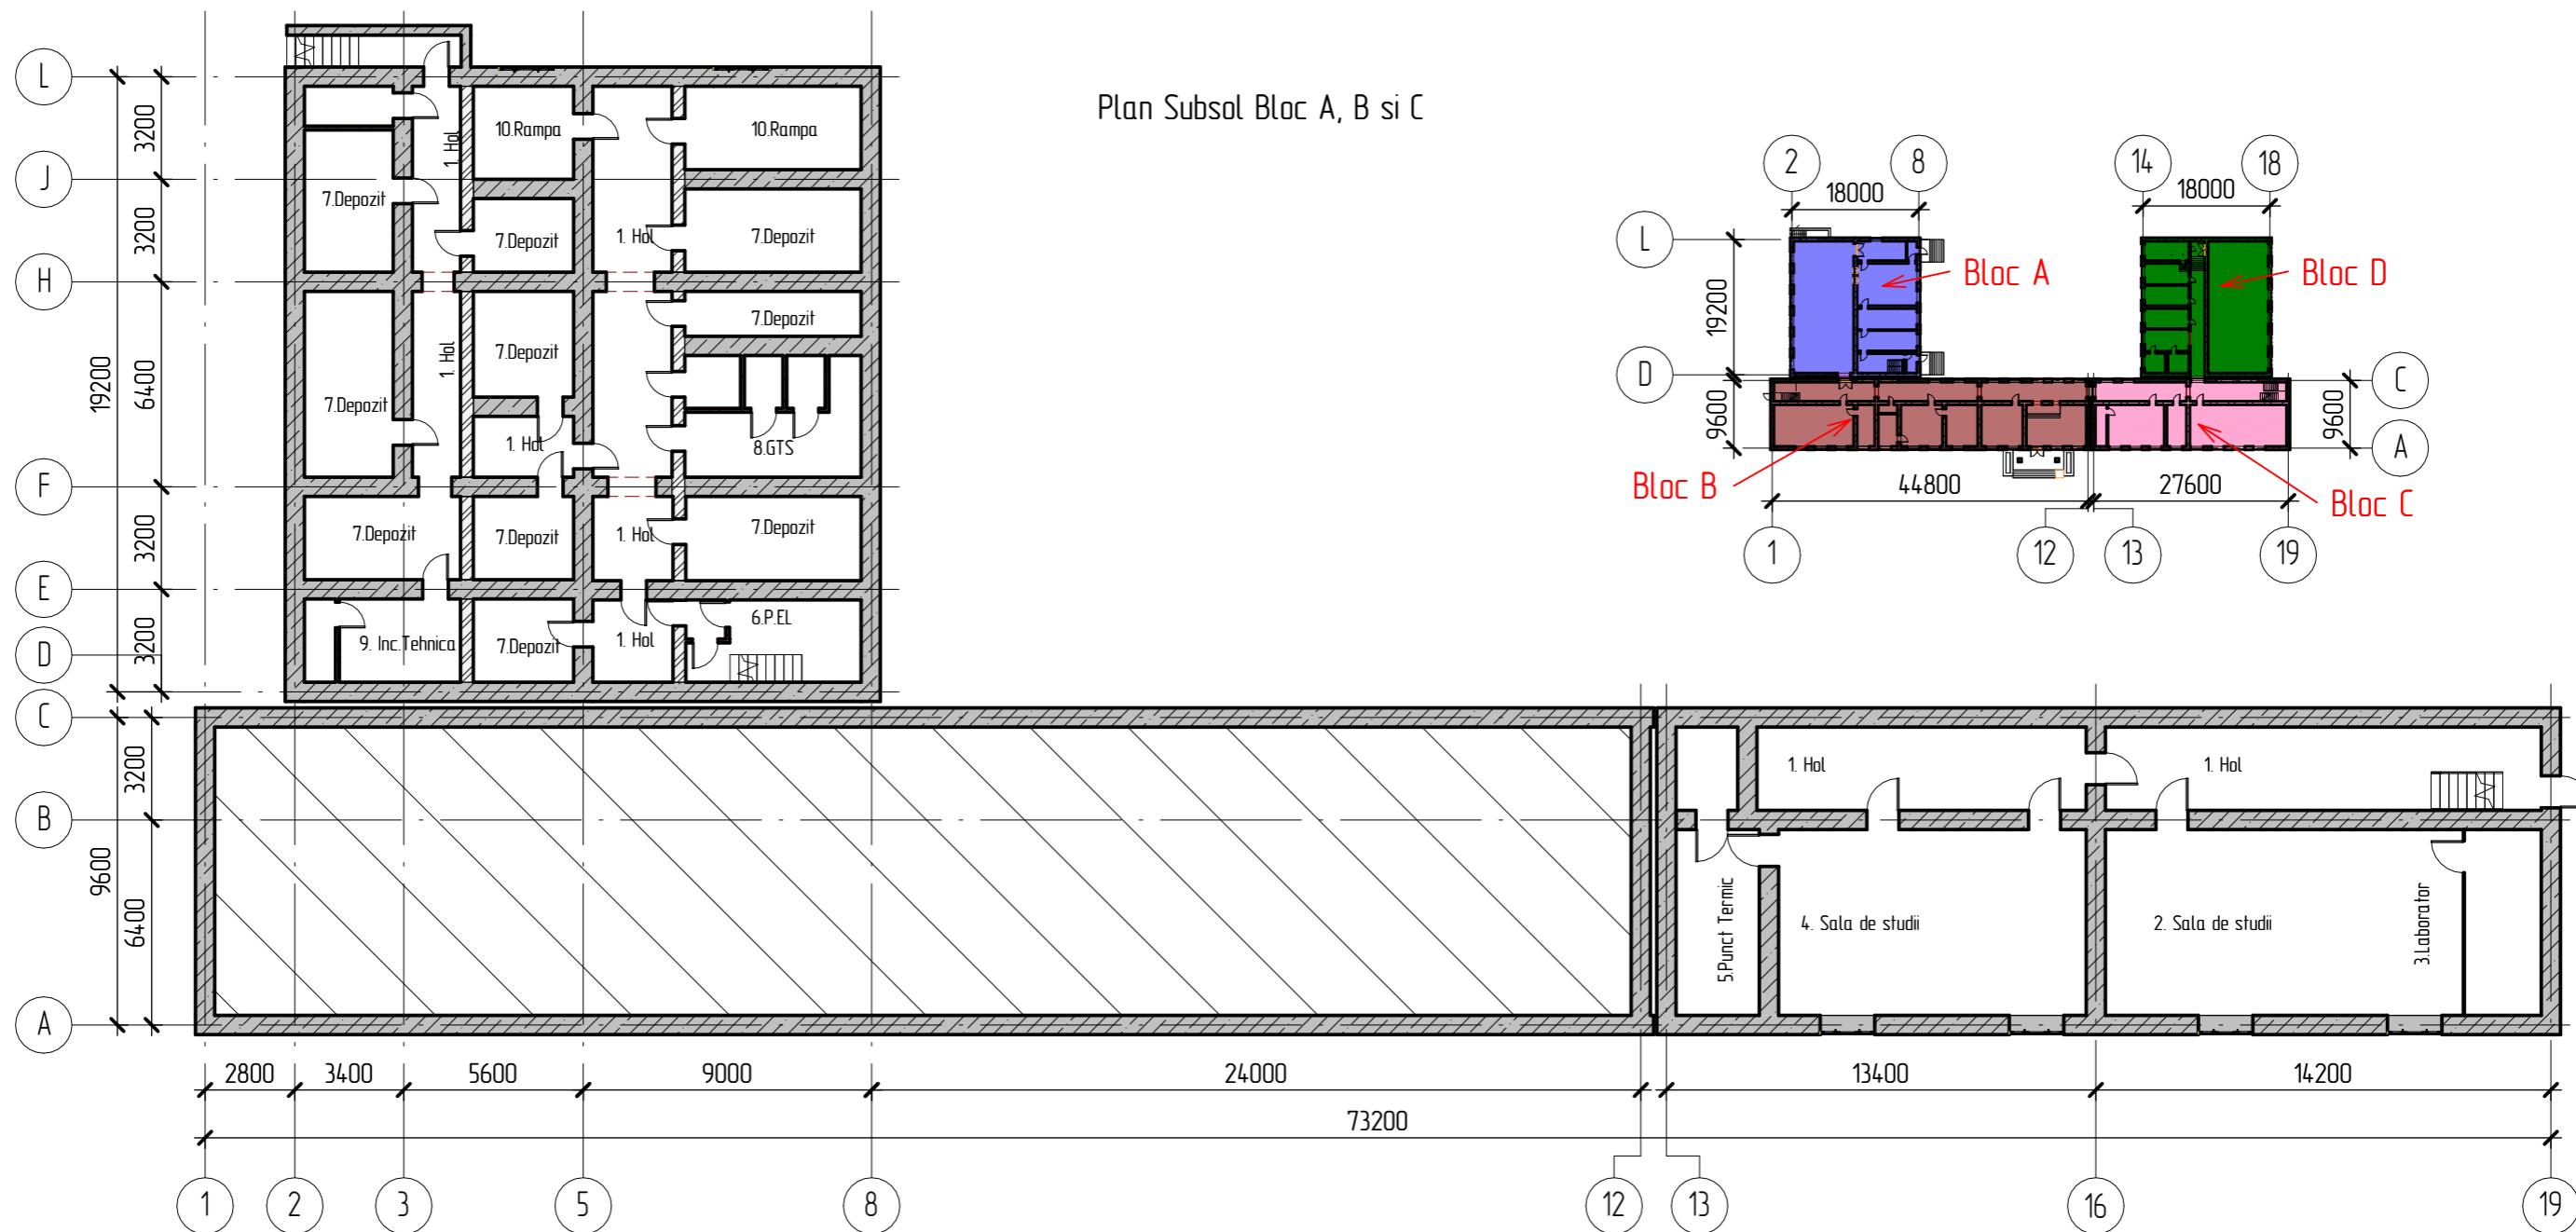 Plan Subsol Bloc A, B si C
L
J
H
F
E
D
C
B
A
3200
3200
6400
3200
3200
19200
3200
6400
9600
1. Hol
10.Rampa
10.Rampa
7.Depozit
7.Depozit
1. Hol
7.Depozit
7.Depozit
1. Hol
7.Depozit
7.Depozit
1. Hol
8.GTS
7.Depozit
7.Depozit
1. Hol
7.Depozit
9. Inc.Tehnica
7.Depozit
1. Hol
6.P.EL
1. Hol
1. Hol
5.Punct Termic
4. Sala de studii
2. Sala de studii
3.Laborator
2800
3400
5600
9000
24000
13400
14200
73200
1
2
3
5
8
12
13
16
19
2
8
14
18
18000
18000
L
19200
Bloc A
Bloc D
D
C
9600
9600
A
Bloc B
44800
27600
Bloc C
1
12
13
19